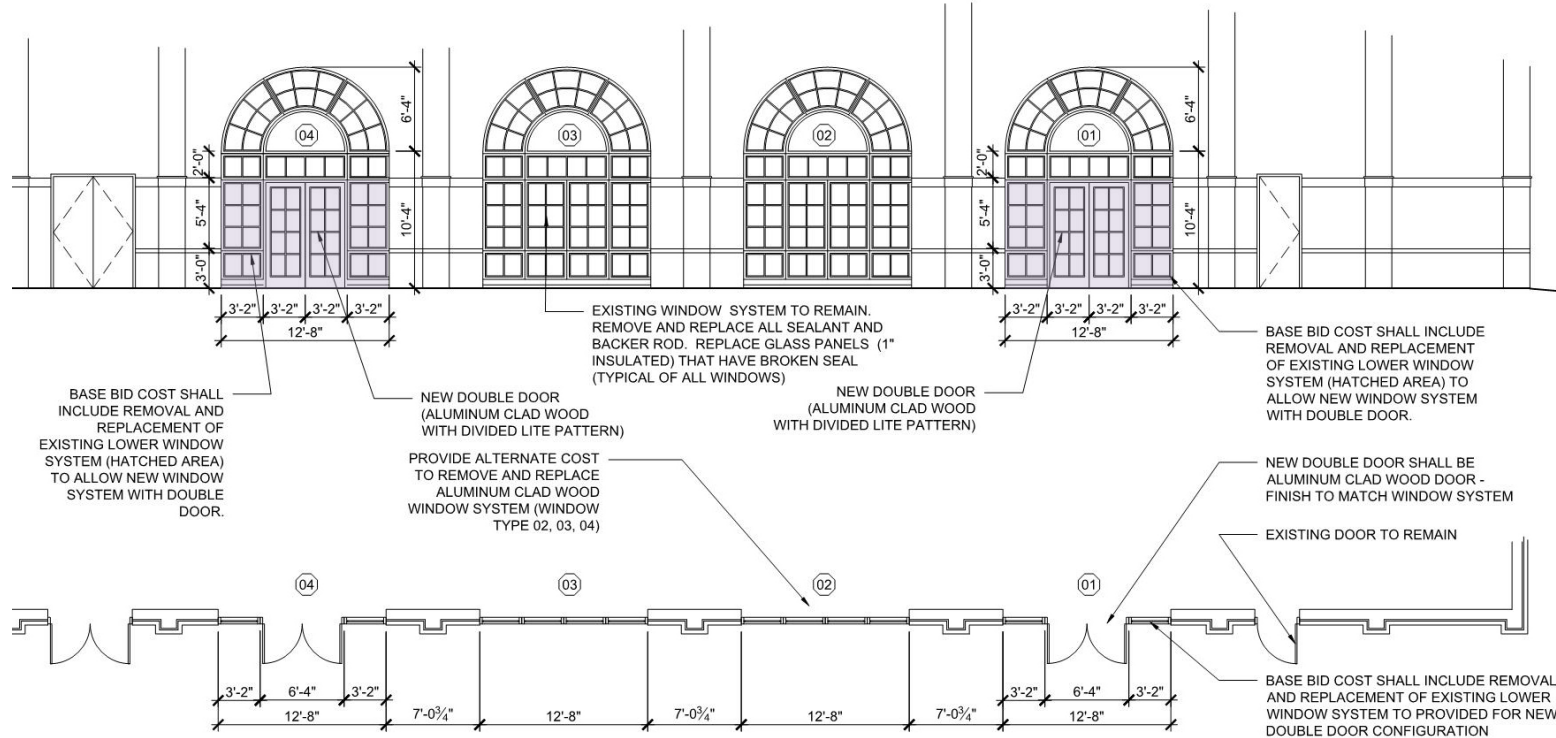 04
03
02
01
6'-4"
2'-0"
5'-4"
3'-0"
10'-4"
6'-4"
2'-0"
5'-4"
3'-0"
10'-4"
3'-2" 3'-2" 3'-2" 3'-2"
12'-8"
3'-2" 3'-2" 3'-2" 3'-2"
12'-8"
EXISTING WINDOW SYSTEM TO REMAIN.
REMOVE AND REPLACE ALL SEALANT AND
BACKER ROD. REPLACE GLASS PANELS (1"
INSULATED) THAT HAVE BROKEN SEAL
(TYPICAL OF ALL WINDOWS)
BASE BID COST SHALL INCLUDE
REMOVAL AND REPLACEMENT
OF EXISTING LOWER WINDOW
SYSTEM (HATCHED AREA) TO
ALLOW NEW WINDOW SYSTEM
WITH DOUBLE DOOR.
BASE BID COST SHALL
INCLUDE REMOVAL AND
REPLACEMENT OF
EXISTING LOWER WINDOW
SYSTEM (HATCHED AREA)
TO ALLOW NEW WINDOW
SYSTEM WITH DOUBLE
DOOR.
NEW DOUBLE DOOR
(ALUMINUM CLAD WOOD
WITH DIVIDED LITE PATTERN)
NEW DOUBLE DOOR
(ALUMINUM CLAD WOOD
WITH DIVIDED LITE PATTERN)
PROVIDE ALTERNATE COST
TO REMOVE AND REPLACE
ALUMINUM CLAD WOOD
WINDOW SYSTEM (WINDOW
TYPE 02, 03, 04)
NEW DOUBLE DOOR SHALL BE
ALUMINUM CLAD WOOD DOOR -
FINISH TO MATCH WINDOW SYSTEM
EXISTING DOOR TO REMAIN
04
03
02
01
3'-2" 6'-4" 3'-2"
3'-2" 6'-4" 3'-2"
12'-8" 7'-0¾" 12'-8" 7'-0¾" 12'-8" 7'-0¾" 12'-8"
BASE BID COST SHALL INCLUDE REMOVAL
AND REPLACEMENT OF EXISTING LOWER
WINDOW SYSTEM TO PROVIDED FOR NEW
DOUBLE DOOR CONFIGURATION